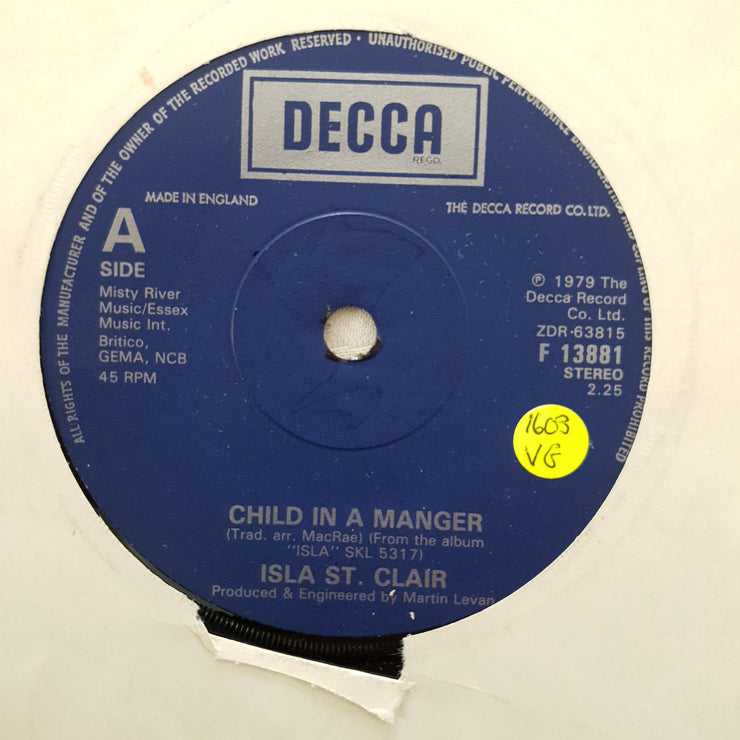 ALL RIGHTS OF THE MANUFACTURER AND OF THE OWNER OF THE RECORDED WORK RESERVED · UNAUTHORISED PUBLIC PERFORMANCE BROADCASTING AND COPYING OF THIS RECORD PROHIBITED
DECCA
REGD.
MADE IN ENGLAND
THE DECCA RECORD CO. LTD.
A
SIDE
Misty River
Music/Essex
Music Int.
Britico,
GEMA, NCB
45 RPM
℗ 1979 The
Decca Record
Co. Ltd.
ZDR·63815
F 13881
STEREO
2.25
1603
VG
CHILD IN A MANGER
(Trad. arr. MacRae) (From the album
"ISLA" SKL 5317)
ISLA ST. CLAIR
Produced & Engineered by Martin Levan